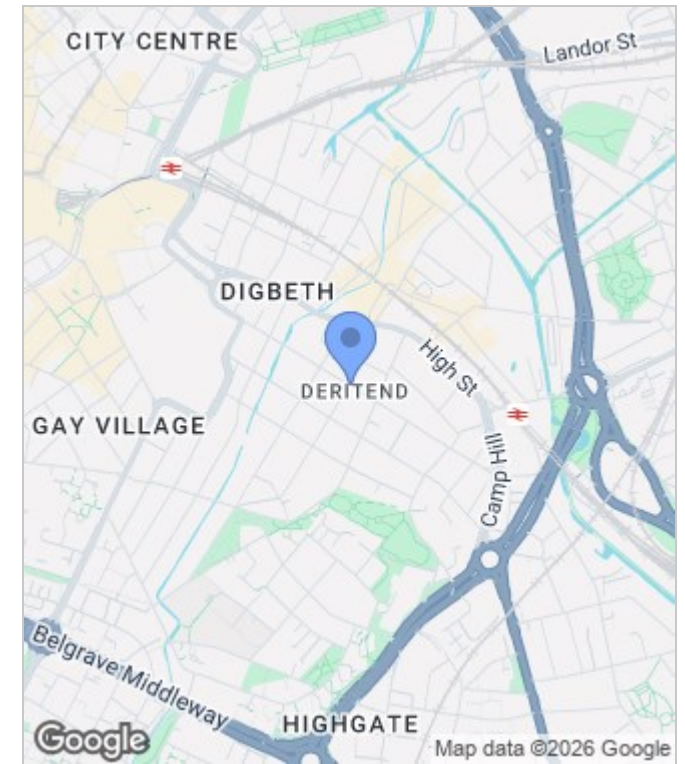 CITY CENTRE
Landor St
DIGBETH
High St
DERITEND
GAY VILLAGE
Camp Hill
Belgrave Middleway
HIGHGATE
Google
Map data ©2026 Google